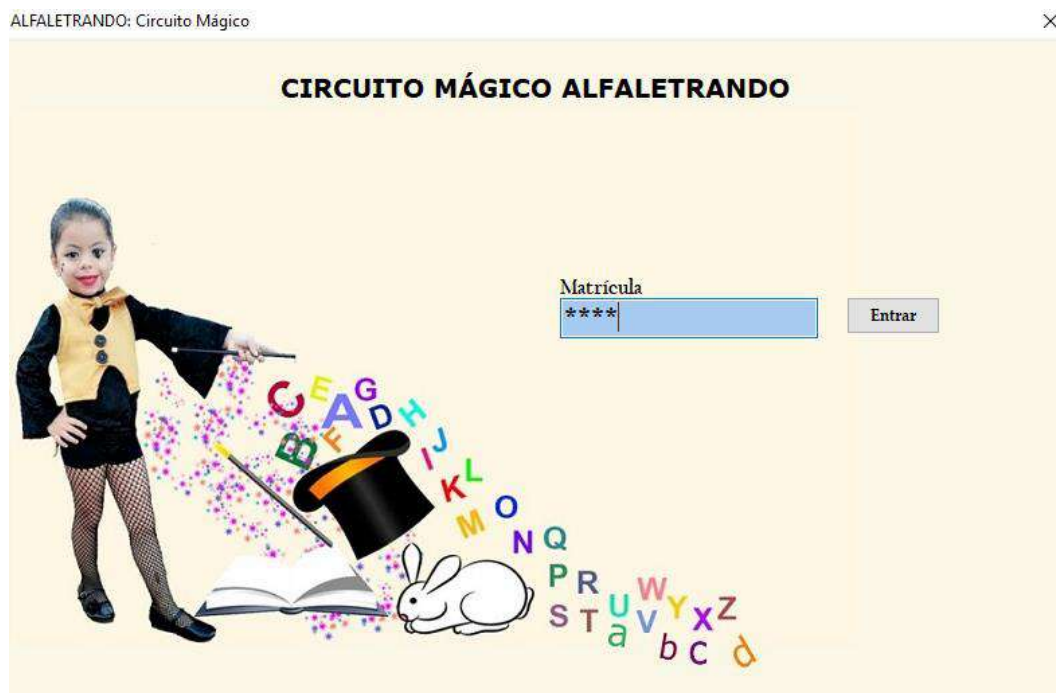 ALFALETRANDO: Circuito Mágico
CIRCUITO MÁGICO ALFALETRANDO
Matrícula
****
Entrar
C E A G D H
B F I J
K L
M O
N Q
P R
S T U V W Y X Z
a b c d